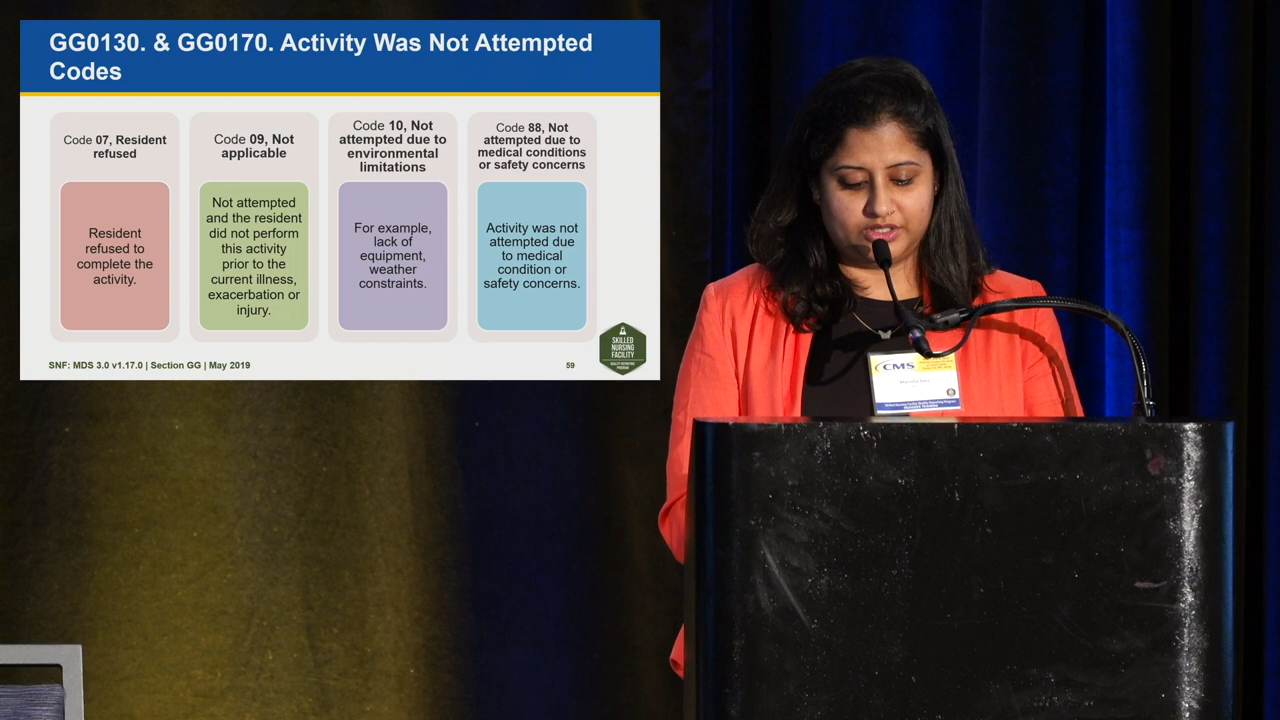 GG0130. & GG0170. Activity Was Not Attempted
Codes
Code 07, Resident
refused
Resident
refused to
complete the
activity.
Code 09, Not
applicable
Not attempted
and the resident
did not perform
this activity
prior to the
current illness,
exacerbation or
injury.
Code 10, Not
attempted due to
environmental
limitations
For example,
lack of
equipment,
weather
constraints.
Code 88, Not
attempted due to
medical conditions
or safety concerns
Activity was not
attempted due
to medical
condition or
safety concerns.
SKILLED
NURSING
FACILITY
QUALITY REPORTING
PROGRAM
SNF: MDS 3.0 v1.17.0 | Section GG | May 2019
59
CMS